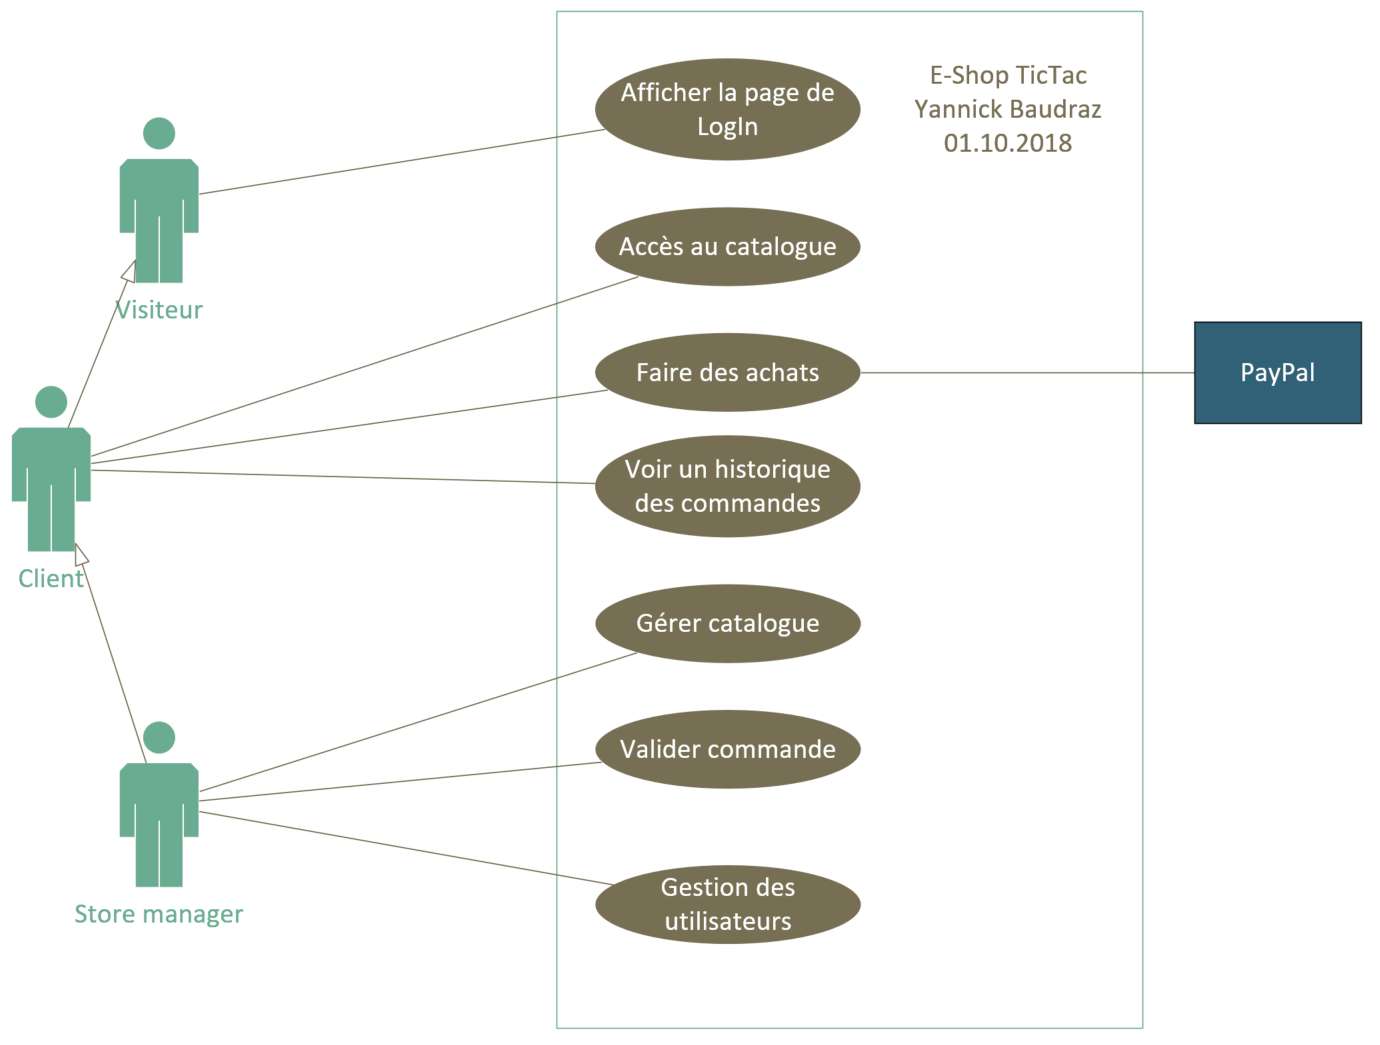 Afficher la page de
LogIn
E-Shop TicTac
Yannick Baudraz
01.10.2018
Accès au catalogue
Visiteur
Faire des achats
PayPal
Voir un historique
des commandes
Client
Gérer catalogue
Valider commande
Gestion des
utilisateurs
Store manager